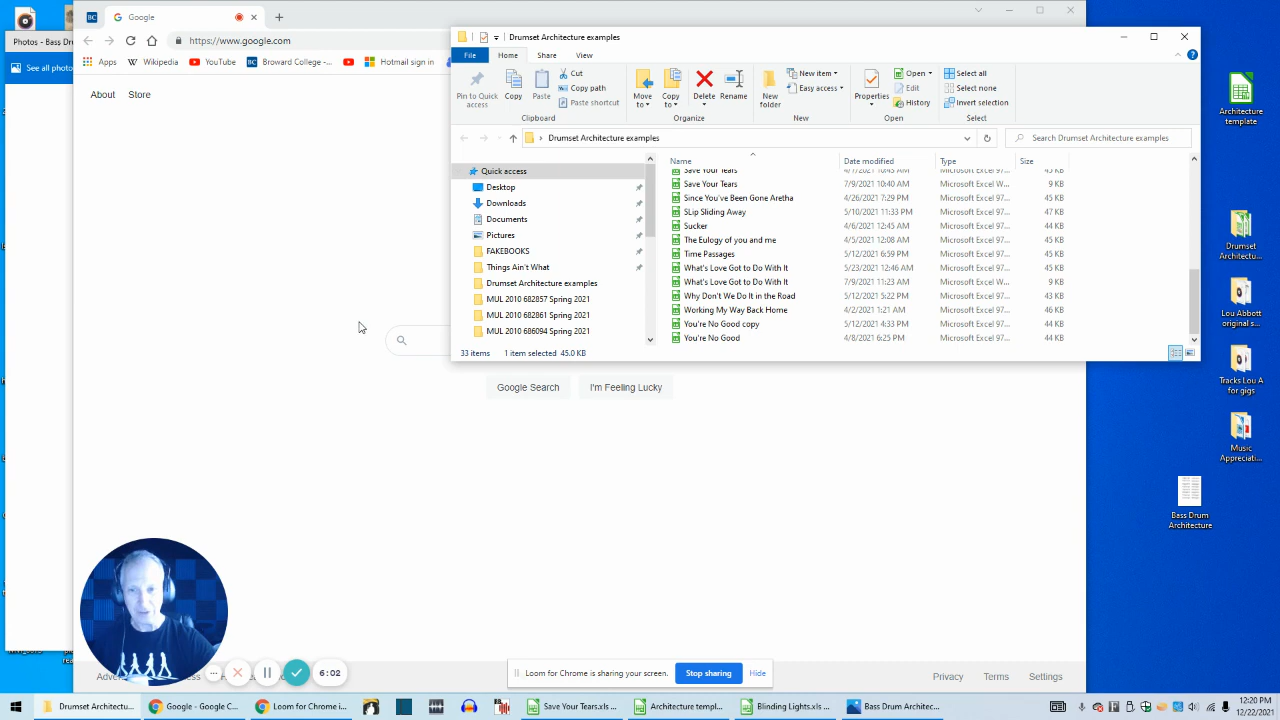 Google
Drumset Architecture examples
Photos - Bass Dru
https://www.google.com
File
Home
Share
View
See all photo
Apps
Wikipedia
YouTube
BC
Broward College -...
Hotmail sign in
Pin to Quick access
Copy
Paste
Cut
Copy path
Paste shortcut
Clipboard
Move to
Copy to
Delete
Rename
Organize
New folder
New item
Easy access
New
Properties
Open
Edit
History
Open
Select all
Select none
Invert selection
Select
About
Store
Drumset Architecture examples
Search Drumset Architecture examples
Name
Date modified
Type
Size
Quick access
Desktop
Downloads
Documents
Pictures
FAKEBOOKS
Things Ain't What
Drumset Architecture examples
MUL 2010 682857 Spring 2021
MUL 2010 682861 Spring 2021
MUL 2010 686094 Spring 2021
Save Your Tears 4/7/2021 10:43 AM Microsoft Excel 97... 45 KB
Save Your Tears 7/9/2021 10:40 AM Microsoft Excel W... 9 KB
Since You've Been Gone Aretha 4/26/2021 7:29 PM Microsoft Excel 97... 45 KB
SLip Sliding Away 5/10/2021 11:33 PM Microsoft Excel 97... 47 KB
Sucker 4/6/2021 12:45 AM Microsoft Excel 97... 44 KB
The Eulogy of you and me 4/5/2021 12:08 AM Microsoft Excel 97... 45 KB
Time Passages 5/12/2021 6:59 PM Microsoft Excel 97... 45 KB
What's Love Got to Do With It 5/23/2021 12:46 AM Microsoft Excel 97... 45 KB
What's Love Got to Do With It 7/9/2021 11:23 AM Microsoft Excel W... 9 KB
Why Don't We Do It in the Road 5/12/2021 5:22 PM Microsoft Excel 97... 43 KB
Working My Way Back Home 4/2/2021 1:21 AM Microsoft Excel 97... 46 KB
You're No Good copy 5/12/2021 4:33 PM Microsoft Excel 97... 44 KB
You're No Good 4/8/2021 6:25 PM Microsoft Excel 97... 44 KB
33 items
1 item selected 45.0 KB
Google Search
I'm Feeling Lucky
Architecture
template
Drumset
Architectu...
Lou Abbott
original s...
Tracks Lou A
for gigs
Music
Appreciati...
Bass Drum
Architecture
6:02
Loom for Chrome is sharing your screen.
Stop sharing
Hide
Privacy
Terms
Settings
Drumset Architectu...
Google - Google C...
Loom for Chrome i...
Save Your Tears.xls ...
Architecture templ...
Blinding Lights.xls ...
Bass Drum Architec...
12:20 PM
12/22/2021